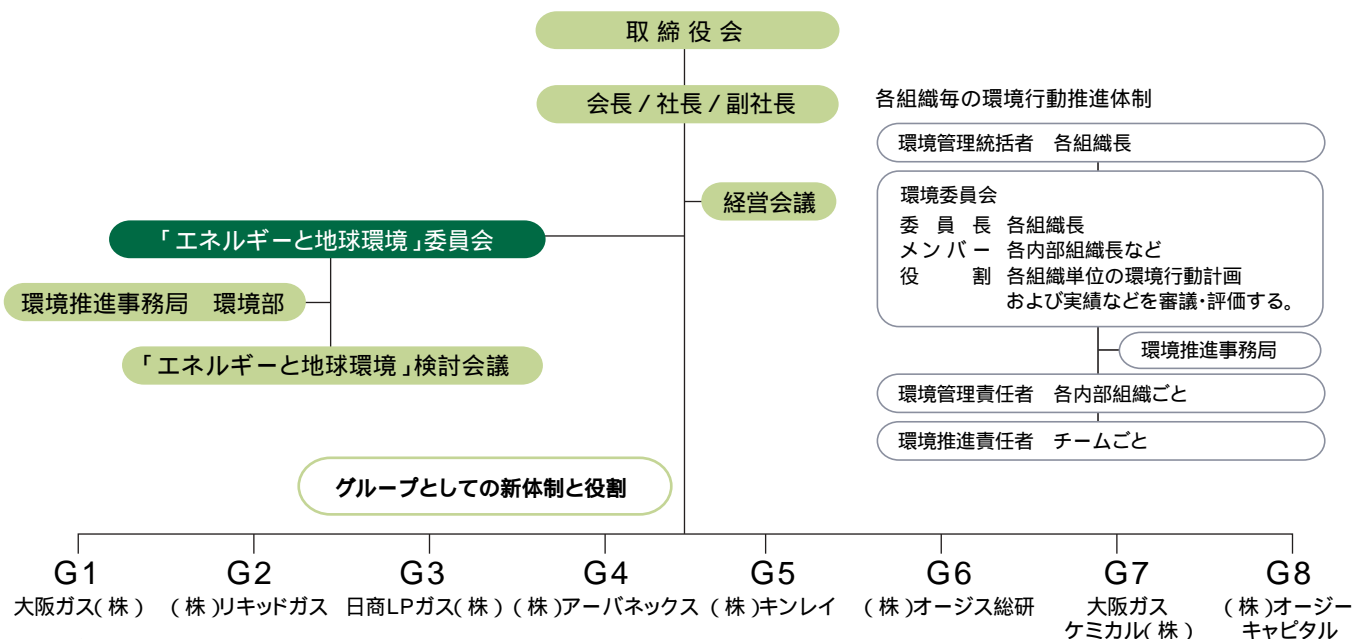 取締役会
会長 / 社長 / 副社長
経営会議
「エネルギーと地球環境」委員会
環境推進事務局　環境部
「エネルギーと地球環境」検討会議
各組織毎の環境行動推進体制
環境管理統括者　各組織長
環境委員会
委員長　各組織長
メンバー　各内部組織長など
役割　各組織単位の環境行動計画
および実績などを審議・評価する。
環境推進事務局
環境管理責任者　各内部組織ごと
環境推進責任者　チームごと
グループとしての新体制と役割
G1
大阪ガス(株)
G2
(株)リキッドガス
G3
日商LPガス(株)
G4
(株)アーバネックス
G5
(株)キンレイ
G6
(株)オージス総研
G7
大阪ガス
ケミカル(株)
G8
(株)オージー
キャピタル